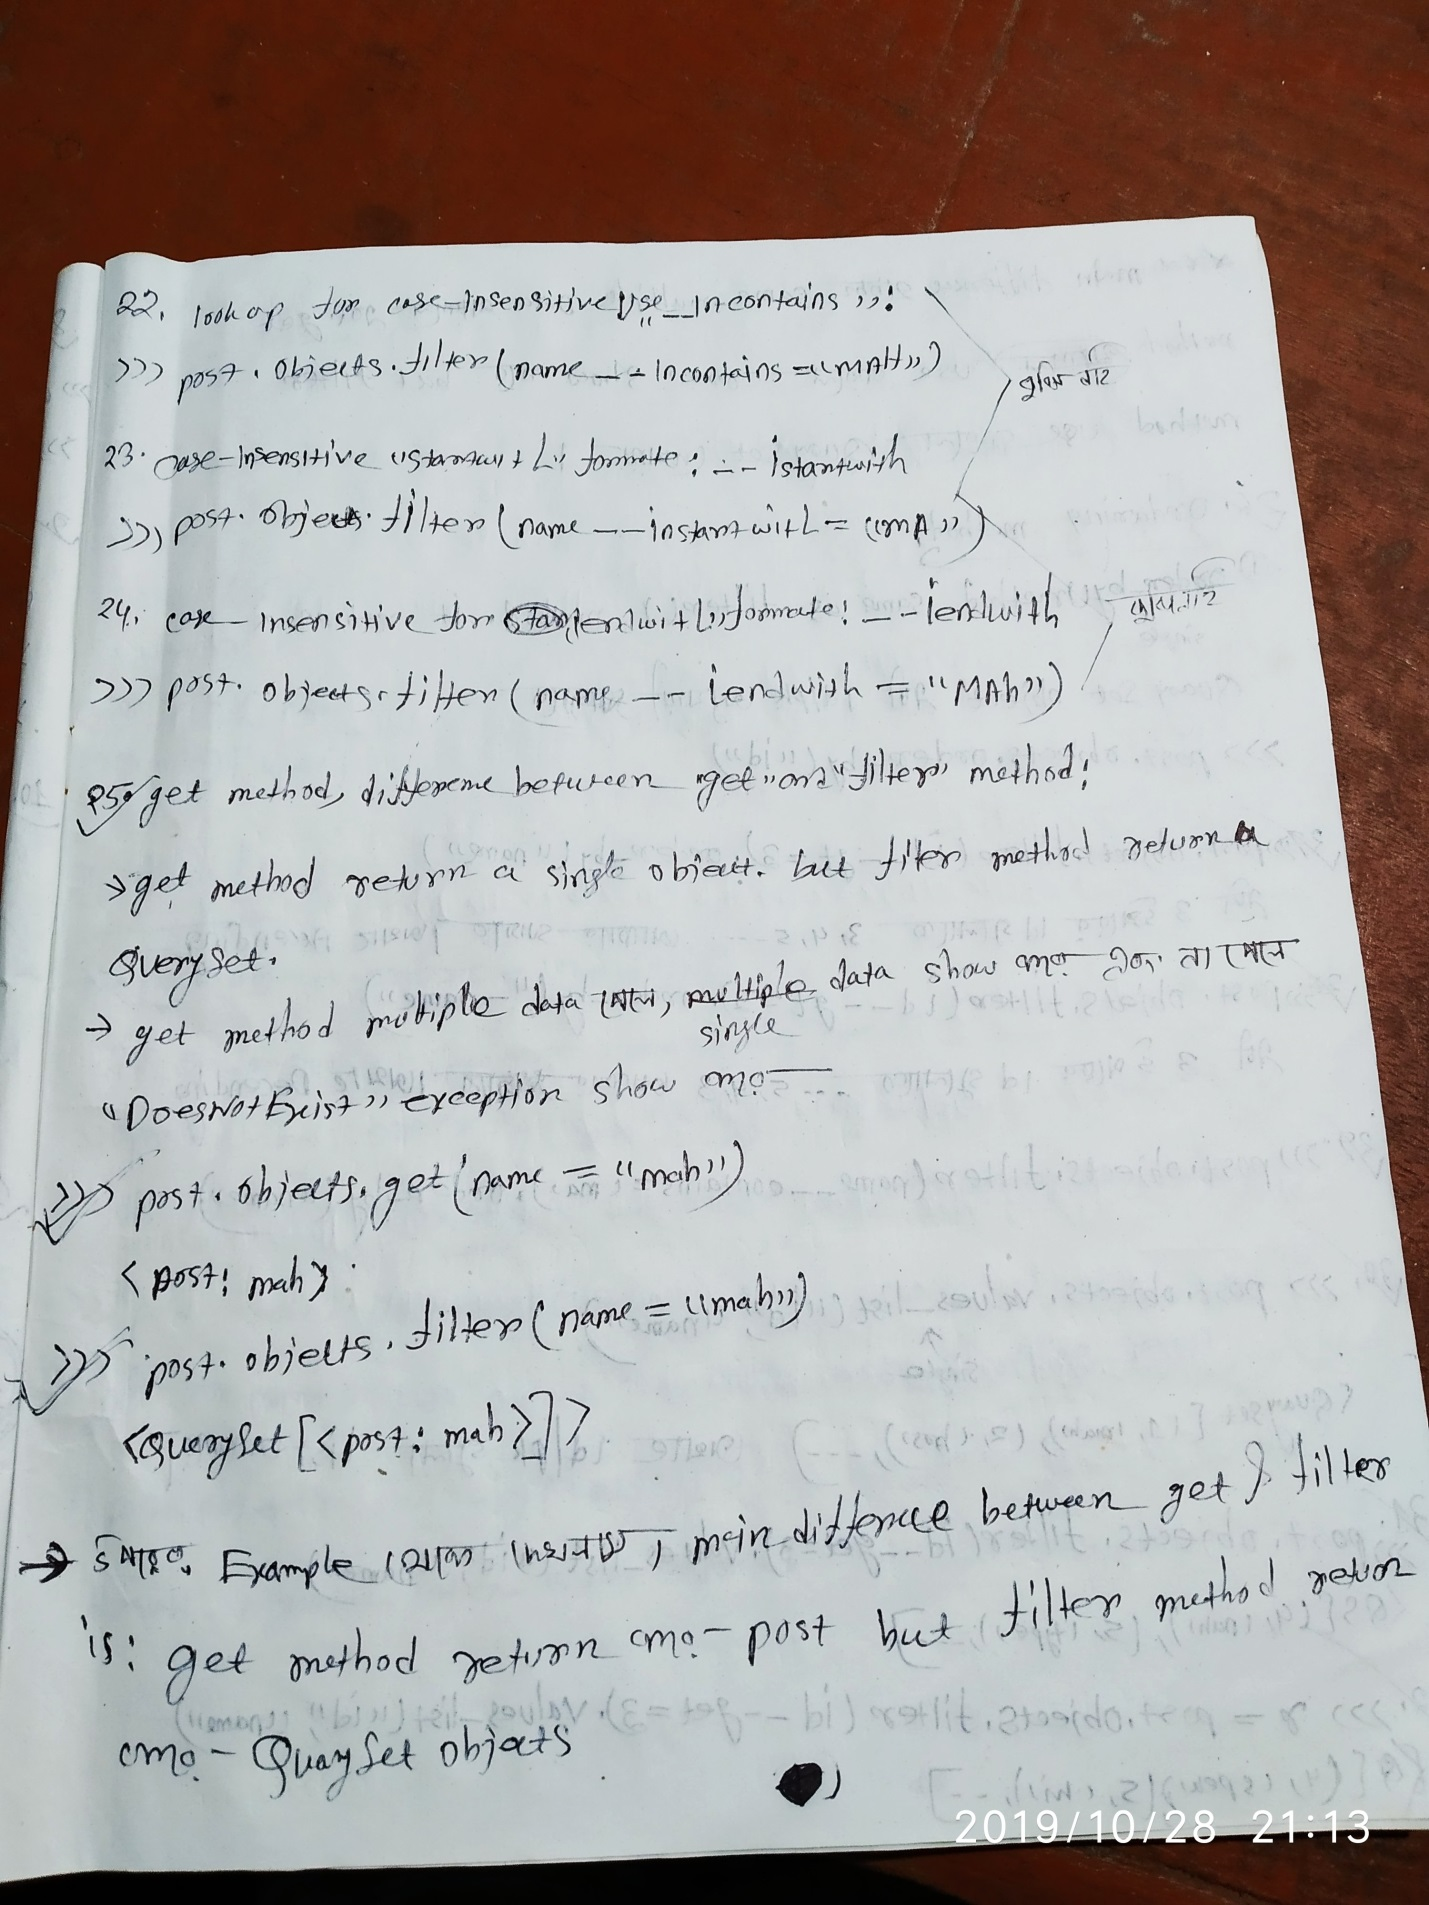 22. lookup for case-insensitive use "__incontains":
>>> post.objects.filter(name__incontains="MAH")
23. case-insensitive "startwith" formate: __istartwith
>>> post.objects.filter(name__instartwith="mA")
24. case-insensitive for endwith" formate: __iendwith
>>> post.objects.filter(name__iendwith="MAh")
25. get method, difference between "get" and "filter" method:
→ get method return a single object. but filter method return a
QuerySet.
→ get method multiple data পেলে, multiple data show করে এবং না পেলে
single
"DoesNotExist" exception show করে
>>> post.objects.get(name="mah")
<post: mah>
>>> post.objects.filter(name="mah")
<QuerySet[<post: mah>]>
→ উপরের Example থেকে , main difference between get & filter
is: get method return করে - post but filter method return
করে - QuerySet objects
2019/10/28 21:13